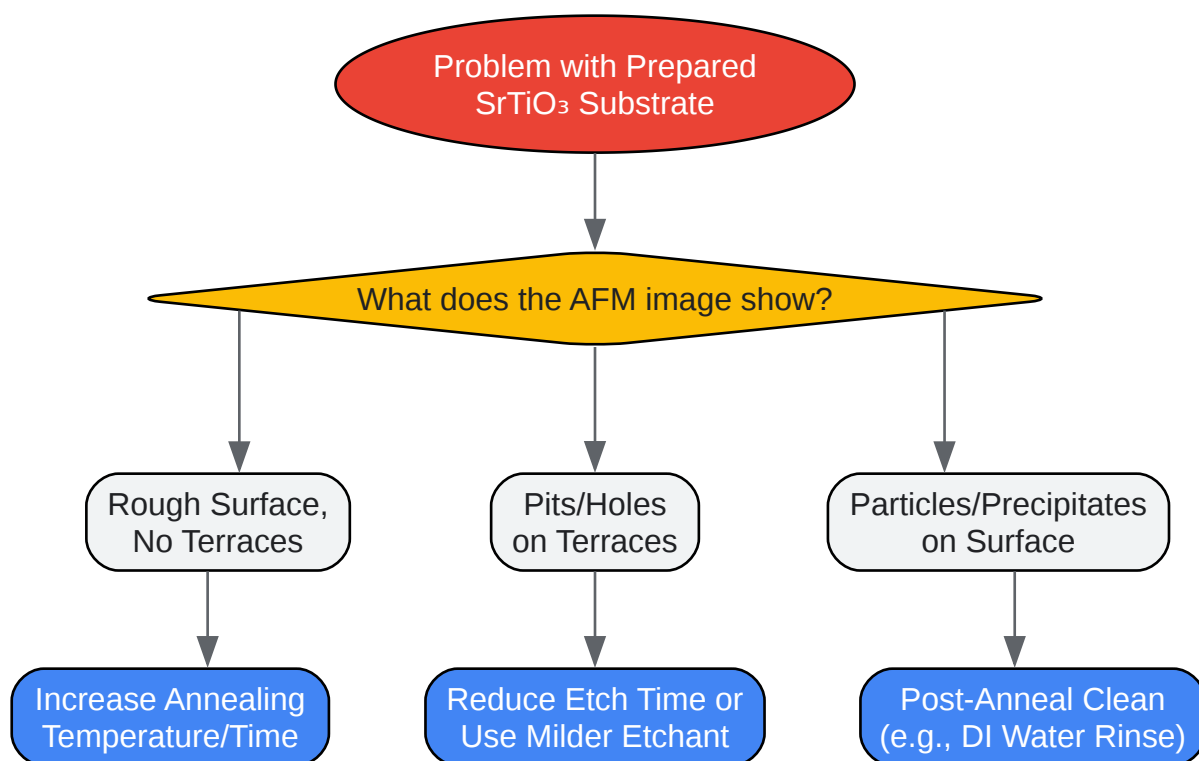 Problem with Prepared
SrTiO₃ Substrate
What does the AFM image show?
Rough Surface,
No Terraces
Pits/Holes
on Terraces
Particles/Precipitates
on Surface
Increase Annealing
Temperature/Time
Reduce Etch Time or
Use Milder Etchant
Post-Anneal Clean
(e.g., DI Water Rinse)